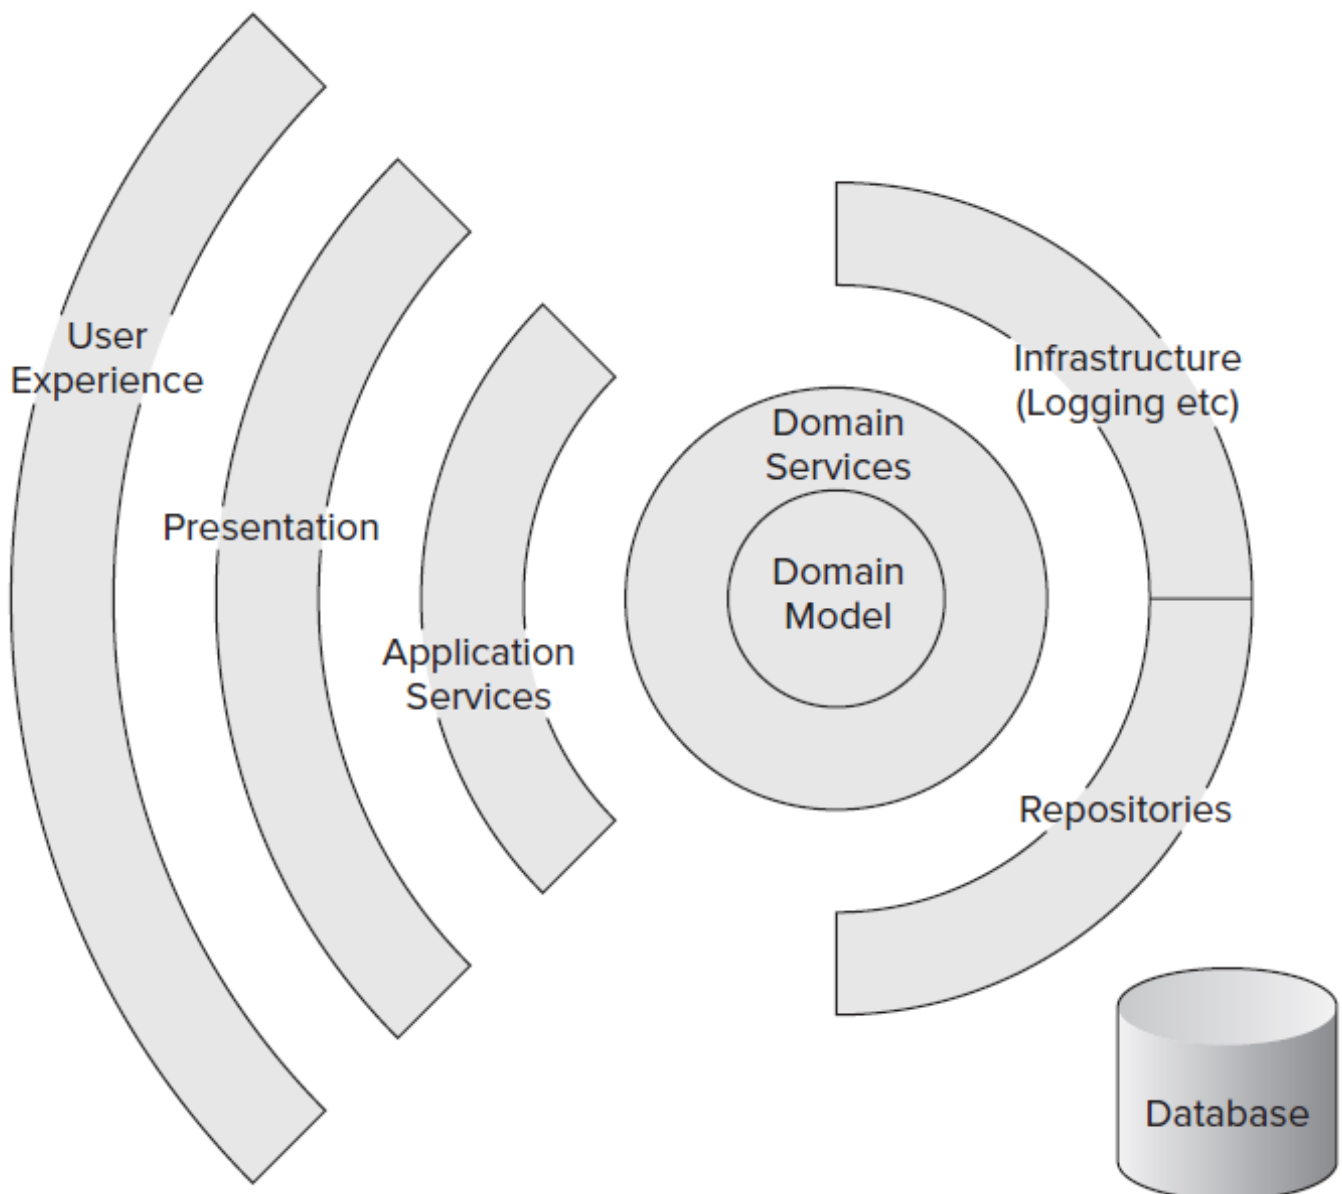 User
Experience
Presentation
Application
Services
Domain
Services
Domain
Model
Infrastructure
(Logging etc)
Repositories
Database